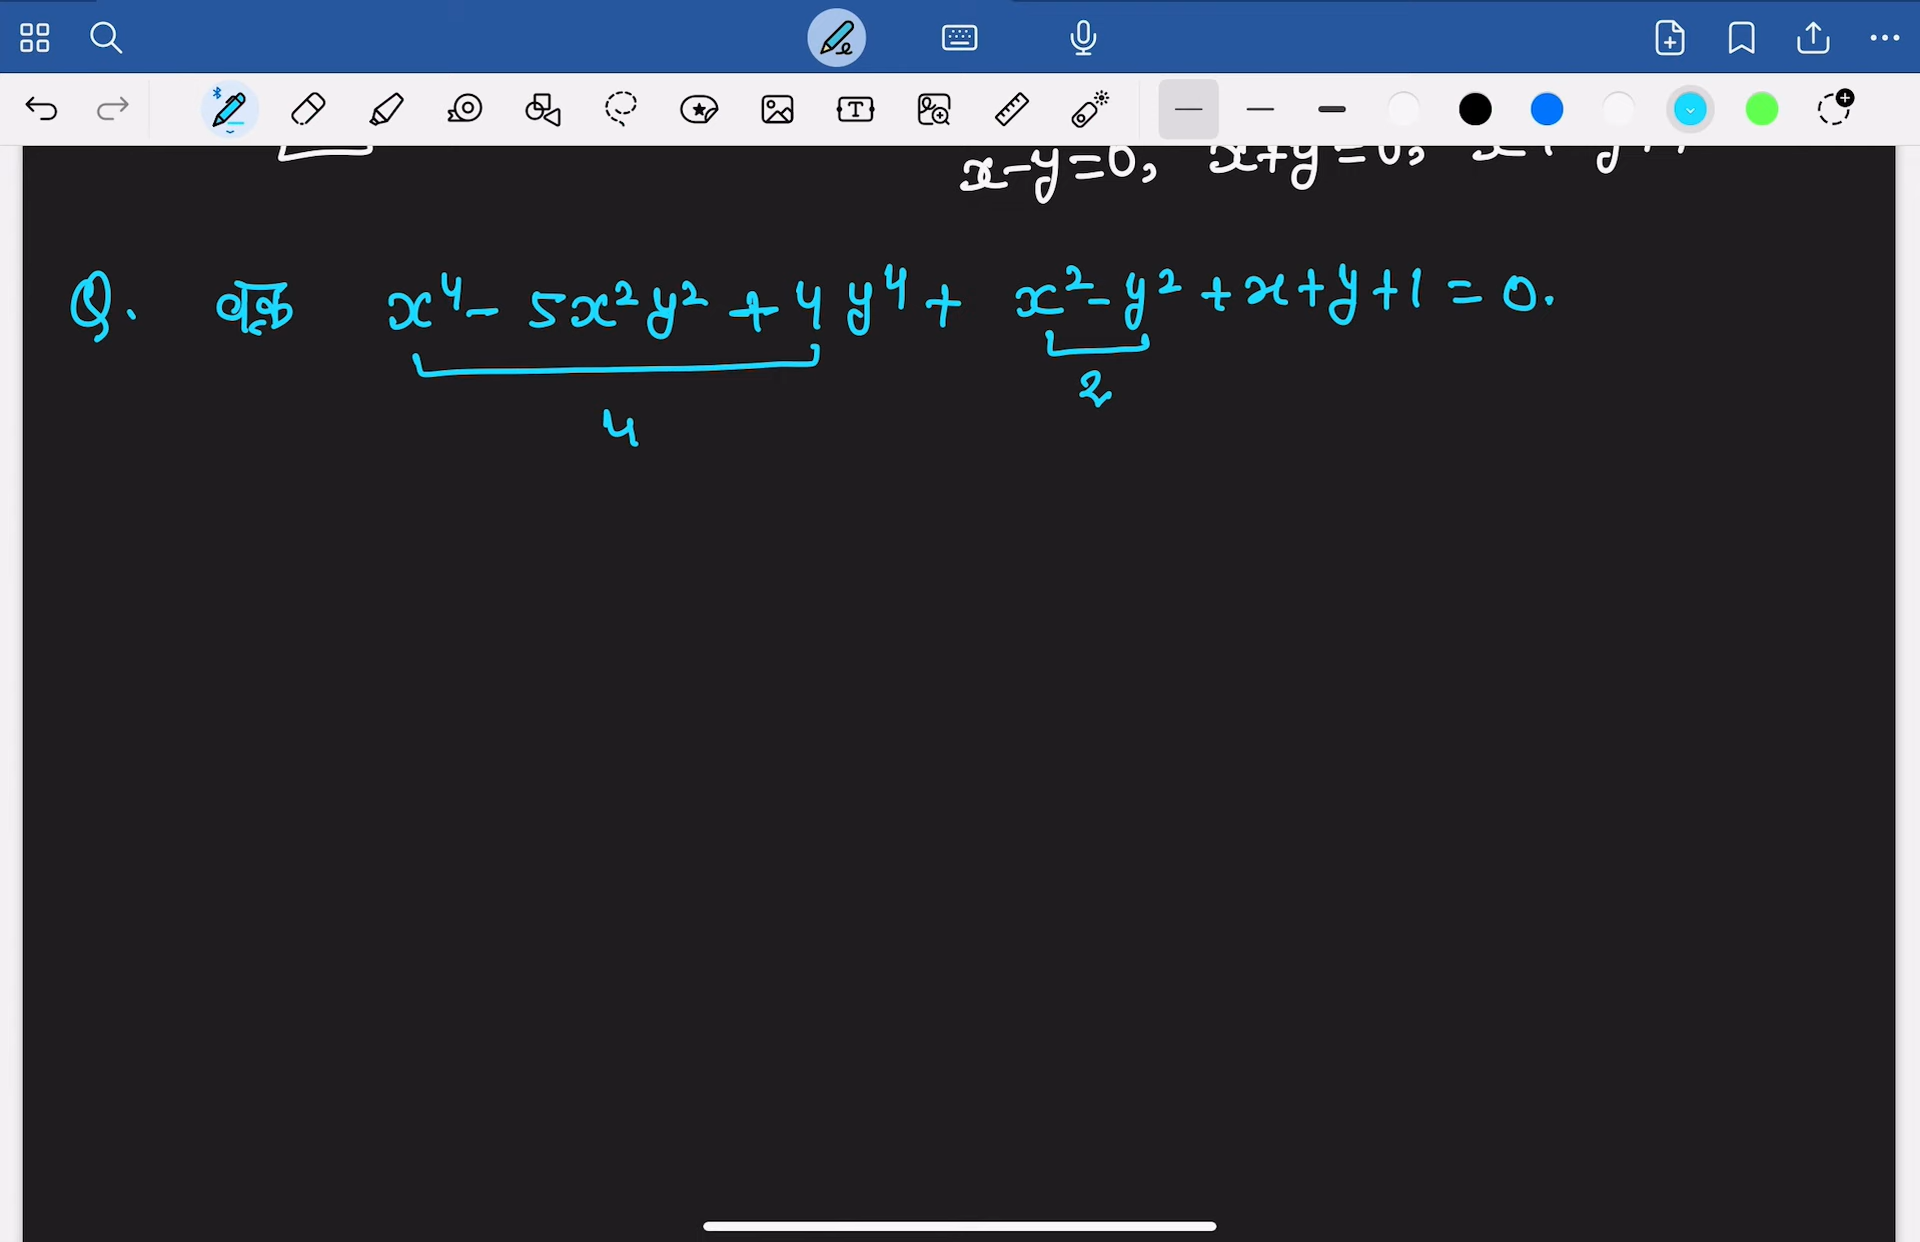 x-y=0, x+y=0,
Q. वक्र x⁴- 5x²y² + 4y⁴ + x²-y² + x+y+1 = 0.
4 2